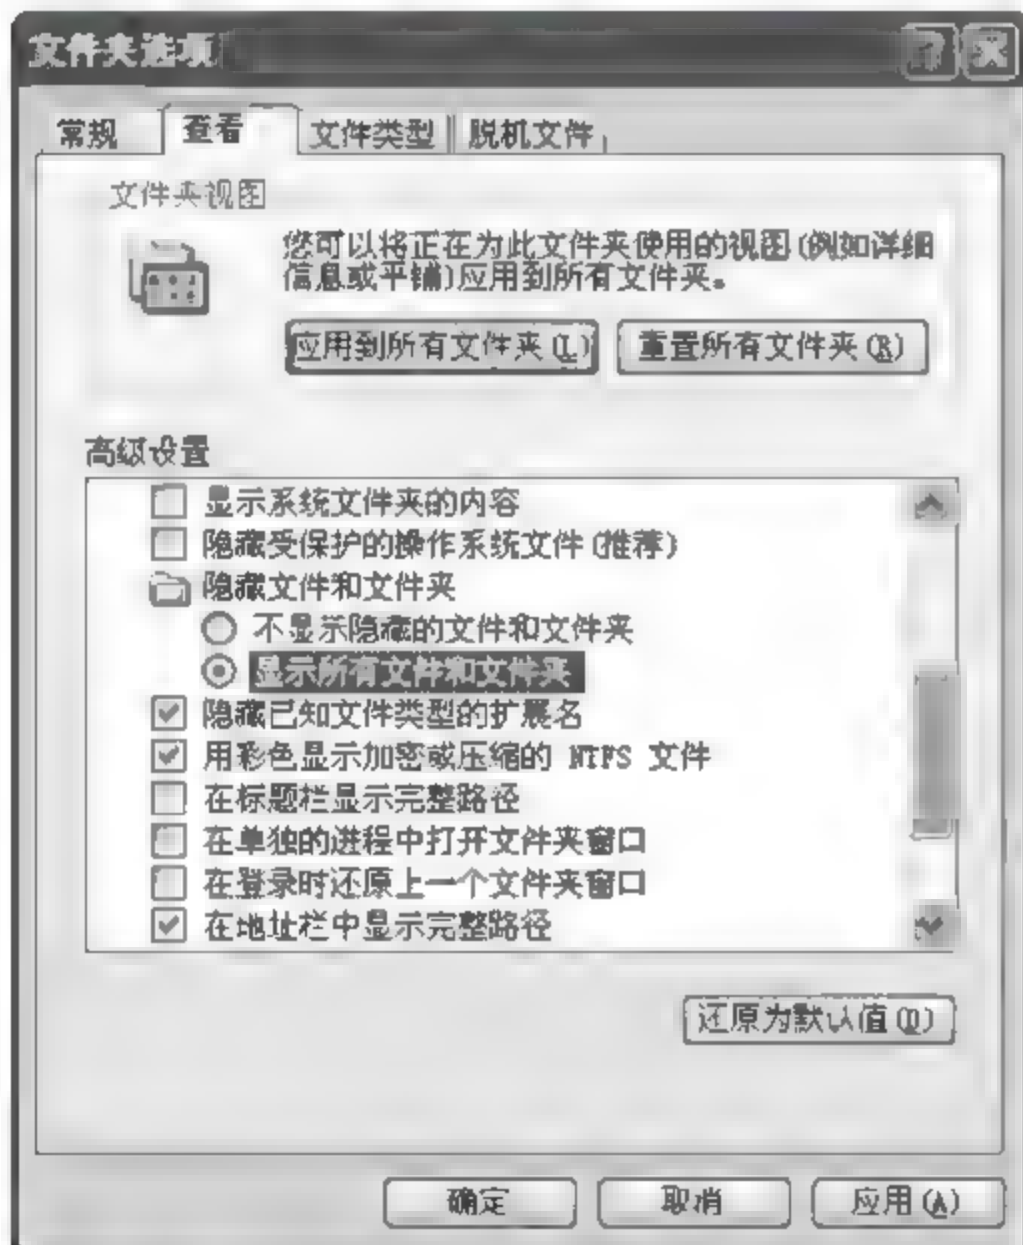 文件夹选项
常规 查看 文件类型 脱机文件
文件夹视图
您可以将正在为此文件夹使用的视图(例如详细
信息或平铺)应用到所有文件夹。
应用到所有文件夹(L) 重置所有文件夹(R)
高级设置
显示系统文件夹的内容
隐藏受保护的操作系统文件(推荐)
隐藏文件和文件夹
不显示隐藏的文件和文件夹
显示所有文件和文件夹
隐藏已知文件类型的扩展名
用彩色显示加密或压缩的 NTFS 文件
在标题栏显示完整路径
在单独的进程中打开文件夹窗口
在登录时还原上一个文件夹窗口
在地址栏中显示完整路径
还原为默认值(D)
确定 取消 应用(A)